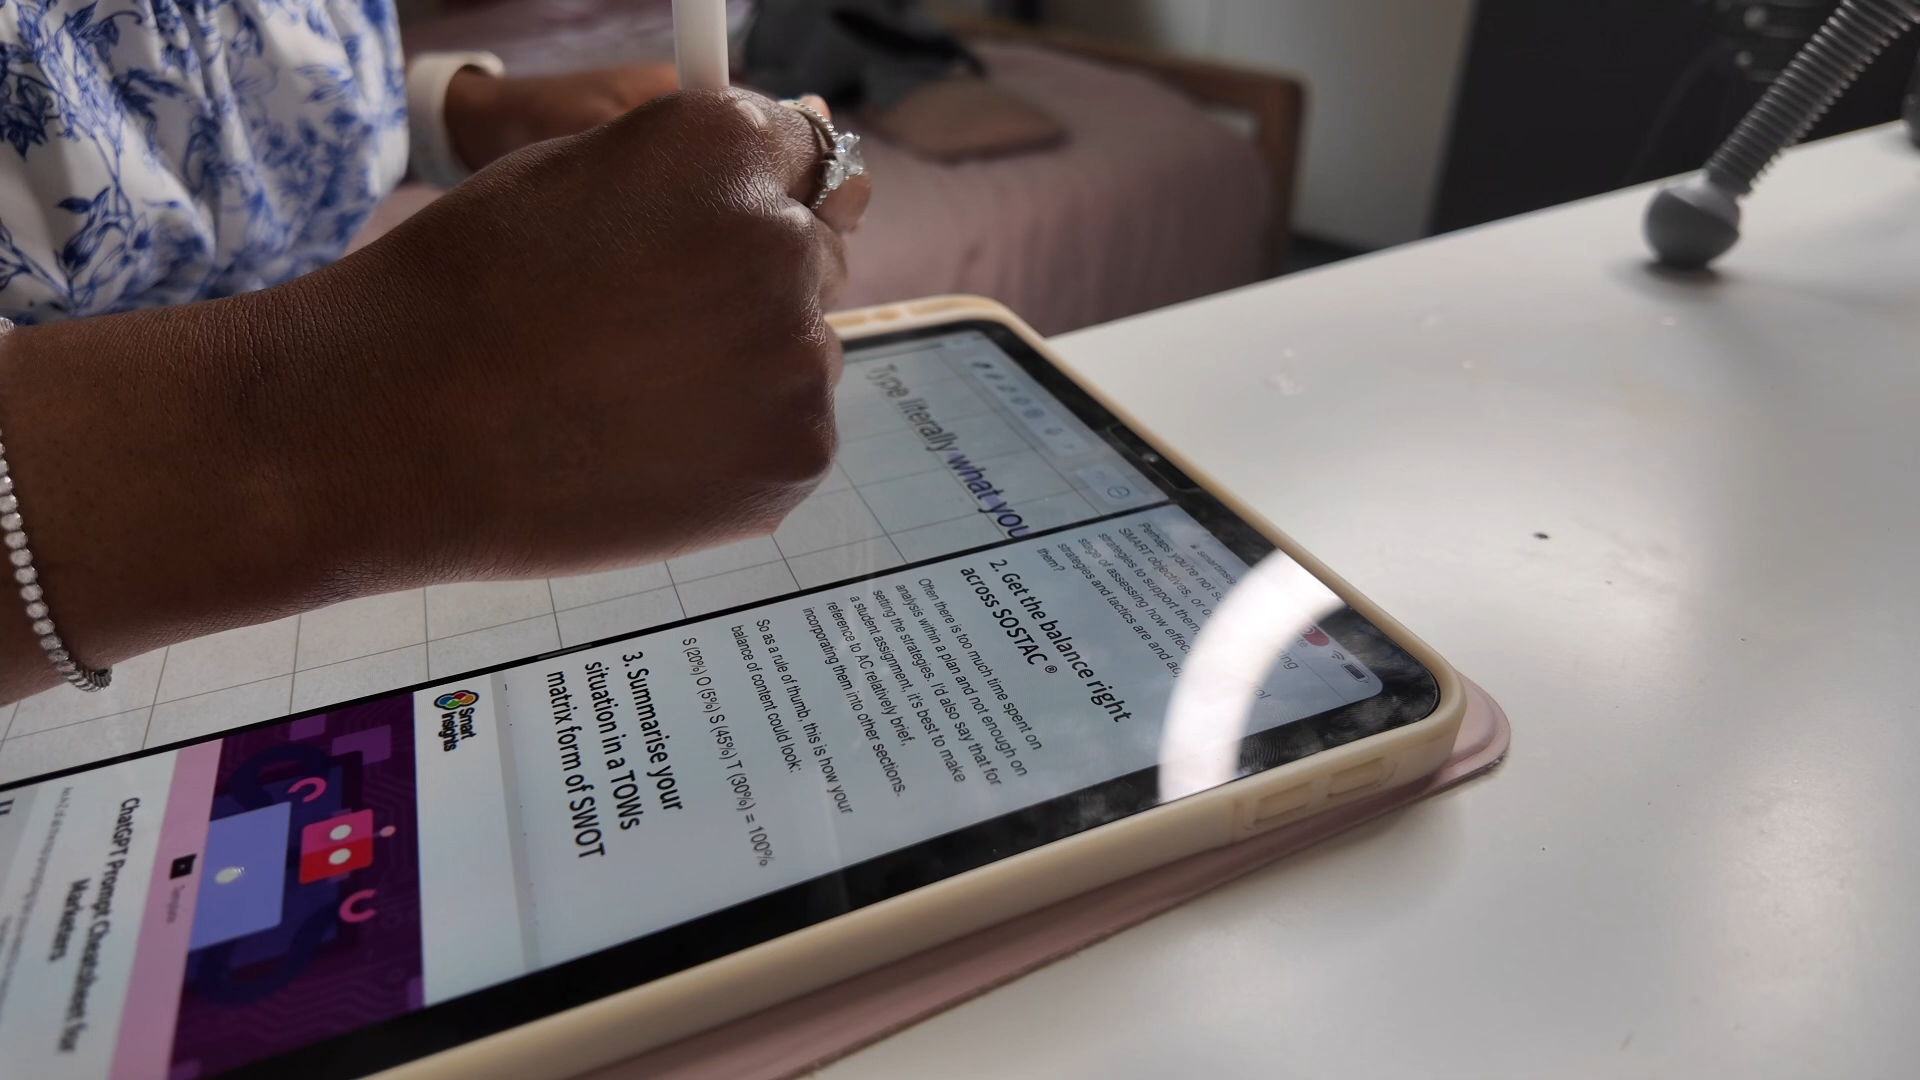 Type literally what you
Perhaps you're not
SMART objectives, or
strategies to support them
stage of assessing how
strategies and tactics are and
them?
2. Get the balance right
across SOSTAC ®
Often there is too much time spent on
analysis within a plan and not enough on
setting the strategies. I'd also say that for
a student assignment, it's best to make
reference to AC relatively brief,
incorporating them into other sections.
So as a rule of thumb, this is how your
balance of content could look:
S (20%) O (5%) S (45%) T (30%) = 100%
3. Summarise your
situation in a TOWs
matrix form of SWOT
Smart
Insights
ChatGPT Prompt Cheatsheet for
Marketers